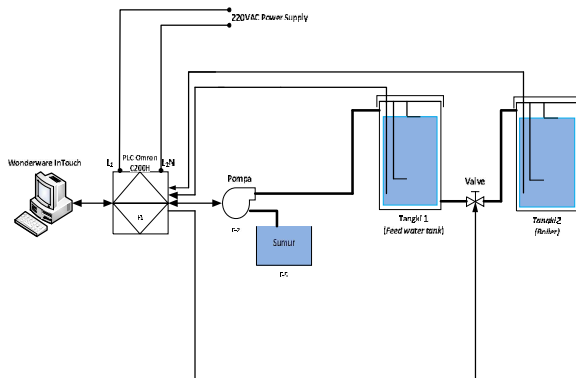 220VAC Power Supply
Wonderware InTouch
L1
PLC Omron
C200H
L2N
Pompa
Sumur
Tangki 1
(Feed water tank)
Valve
Tangki 2
(Boiler)